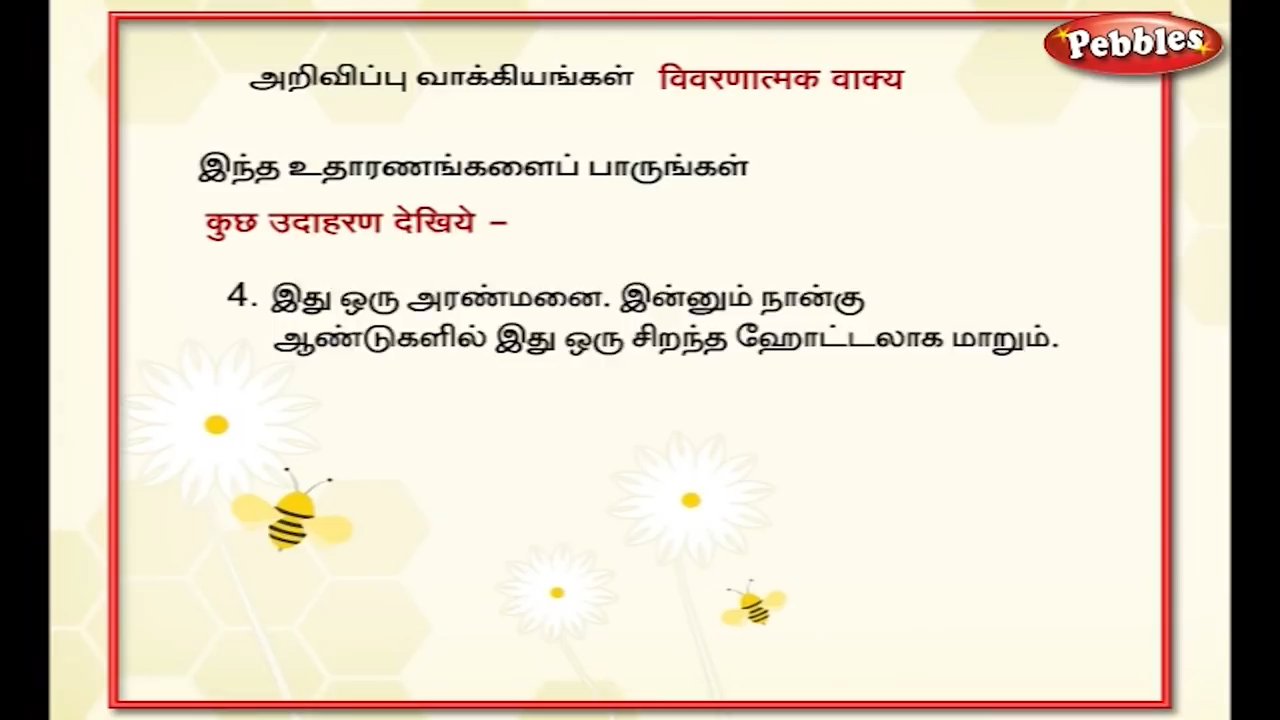 Pebbles
அறிவிப்பு வாக்கியங்கள் विवरणात्मक वाक्य
இந்த உதாரணங்களைப் பாருங்கள்
कुछ उदाहरण देखिये –
4. இது ஒரு அரண்மனை. இன்னும் நான்கு
ஆண்டுகளில் இது ஒரு சிறந்த ஹோட்டலாக மாறும்.